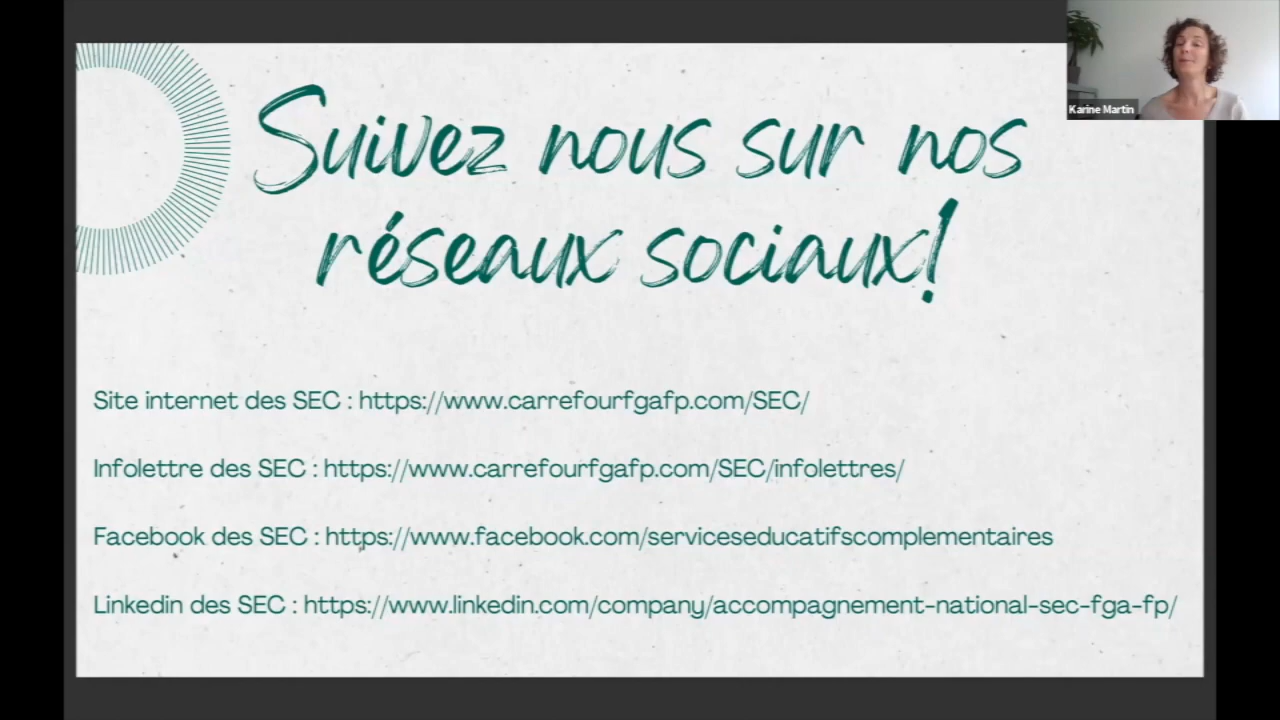 Suivez nous sur nos
réseaux sociaux!
Karine Martin
Site internet des SEC : https://www.carrefourfgafp.com/SEC/
Infolettre des SEC : https://www.carrefourfgafp.com/SEC/infolettres/
Facebook des SEC : https://www.facebook.com/serviceseducatifscomplementaires
Linkedin des SEC : https://www.linkedin.com/company/accompagnement-national-sec-fga-fp/